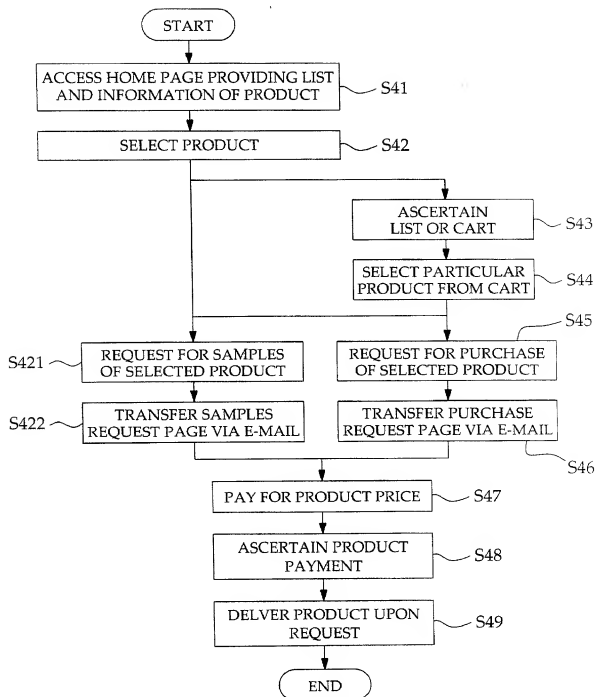 START
ACCESS HOME PAGE PROVIDING LIST
AND INFORMATION OF PRODUCT
S41
SELECT PRODUCT
S42
ASCERTAIN
LIST OR CART
S43
SELECT PARTICULAR
PRODUCT FROM CART
S44
S45
S421
REQUEST FOR SAMPLES
OF SELECTED PRODUCT
REQUEST FOR PURCHASE
OF SELECTED PRODUCT
S422
TRANSFER SAMPLES
REQUEST PAGE VIA E-MAIL
TRANSFER PURCHASE
REQUEST PAGE VIA E-MAIL
S46
PAY FOR PRODUCT PRICE
S47
ASCERTAIN PRODUCT
PAYMENT
S48
DELVER PRODUCT UPON
REQUEST
S49
END